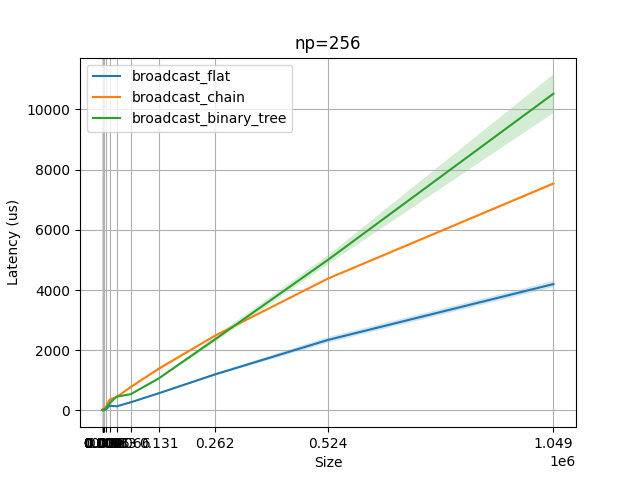 np=256
broadcast_flat
broadcast_chain
broadcast_binary_tree
10000
8000
6000
4000
2000
0
Latency (us)
0.131 0.262 0.524 1.049
Size
1e6